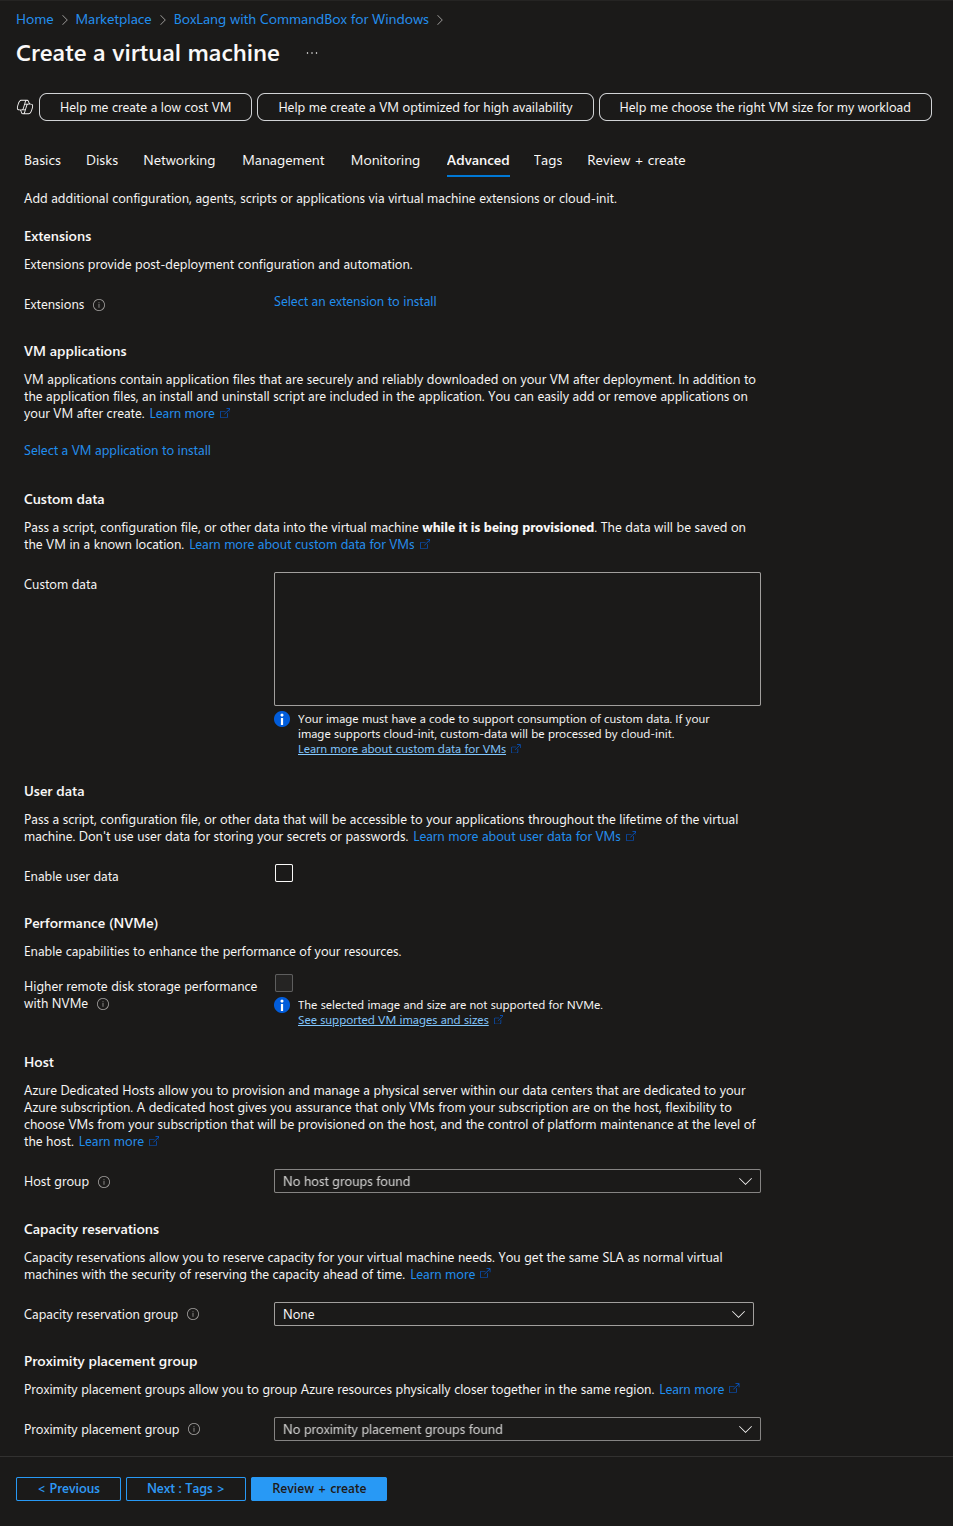 Home > Marketplace > BoxLang with CommandBox for Windows >
Create a virtual machine ...
Help me create a low cost VM
Help me create a VM optimized for high availability
Help me choose the right VM size for my workload
Basics Disks Networking Management Monitoring Advanced Tags Review + create
Add additional configuration, agents, scripts or applications via virtual machine extensions or cloud-init.
Extensions
Extensions provide post-deployment configuration and automation.
Extensions
Select an extension to install
VM applications
VM applications contain application files that are securely and reliably downloaded on your VM after deployment. In addition to
the application files, an install and uninstall script are included in the application. You can easily add or remove applications on
your VM after create. Learn more
Select a VM application to install
Custom data
Pass a script, configuration file, or other data into the virtual machine while it is being provisioned. The data will be saved on
the VM in a known location. Learn more about custom data for VMs
Custom data
Your image must have a code to support consumption of custom data. If your
image supports cloud-init, custom-data will be processed by cloud-init.
Learn more about custom data for VMs
User data
Pass a script, configuration file, or other data that will be accessible to your applications throughout the lifetime of the virtual
machine. Don't use user data for storing your secrets or passwords. Learn more about user data for VMs
Enable user data
Performance (NVMe)
Enable capabilities to enhance the performance of your resources.
Higher remote disk storage performance
with NVMe
The selected image and size are not supported for NVMe.
See supported VM images and sizes
Host
Azure Dedicated Hosts allow you to provision and manage a physical server within our data centers that are dedicated to your
Azure subscription. A dedicated host gives you assurance that only VMs from your subscription are on the host, flexibility to
choose VMs from your subscription that will be provisioned on the host, and the control of platform maintenance at the level of
the host. Learn more
Host group
No host groups found
Capacity reservations
Capacity reservations allow you to reserve capacity for your virtual machine needs. You get the same SLA as normal virtual
machines with the security of reserving the capacity ahead of time. Learn more
Capacity reservation group
None
Proximity placement group
Proximity placement groups allow you to group Azure resources physically closer together in the same region. Learn more
Proximity placement group
No proximity placement groups found
< Previous
Next : Tags >
Review + create